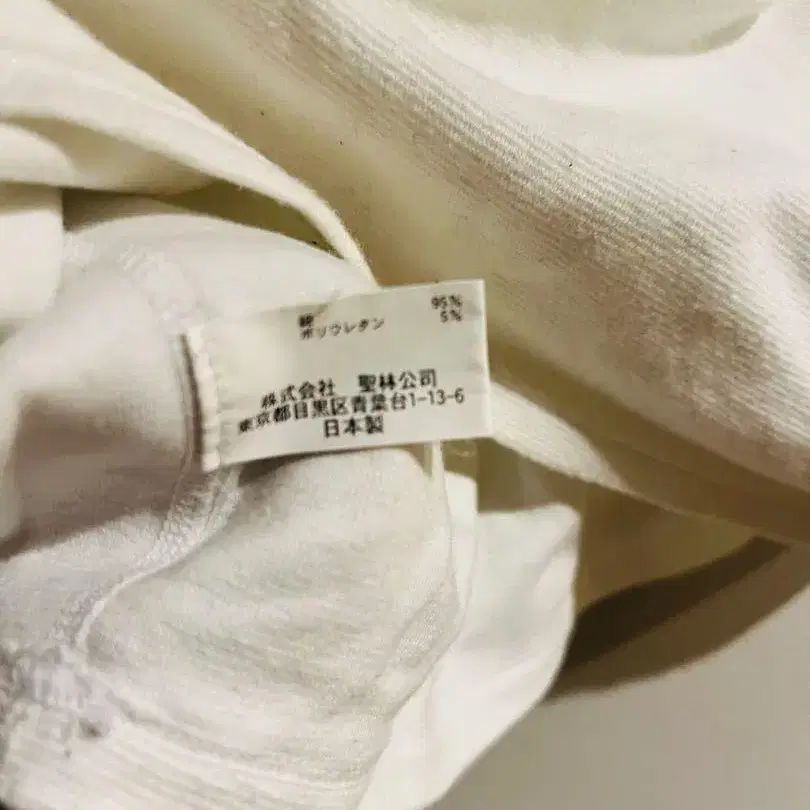 綿 95%
ポリウレタン 5%
株式会社 聖林公司
東京都目黒区青葉台1-13-6
日本製